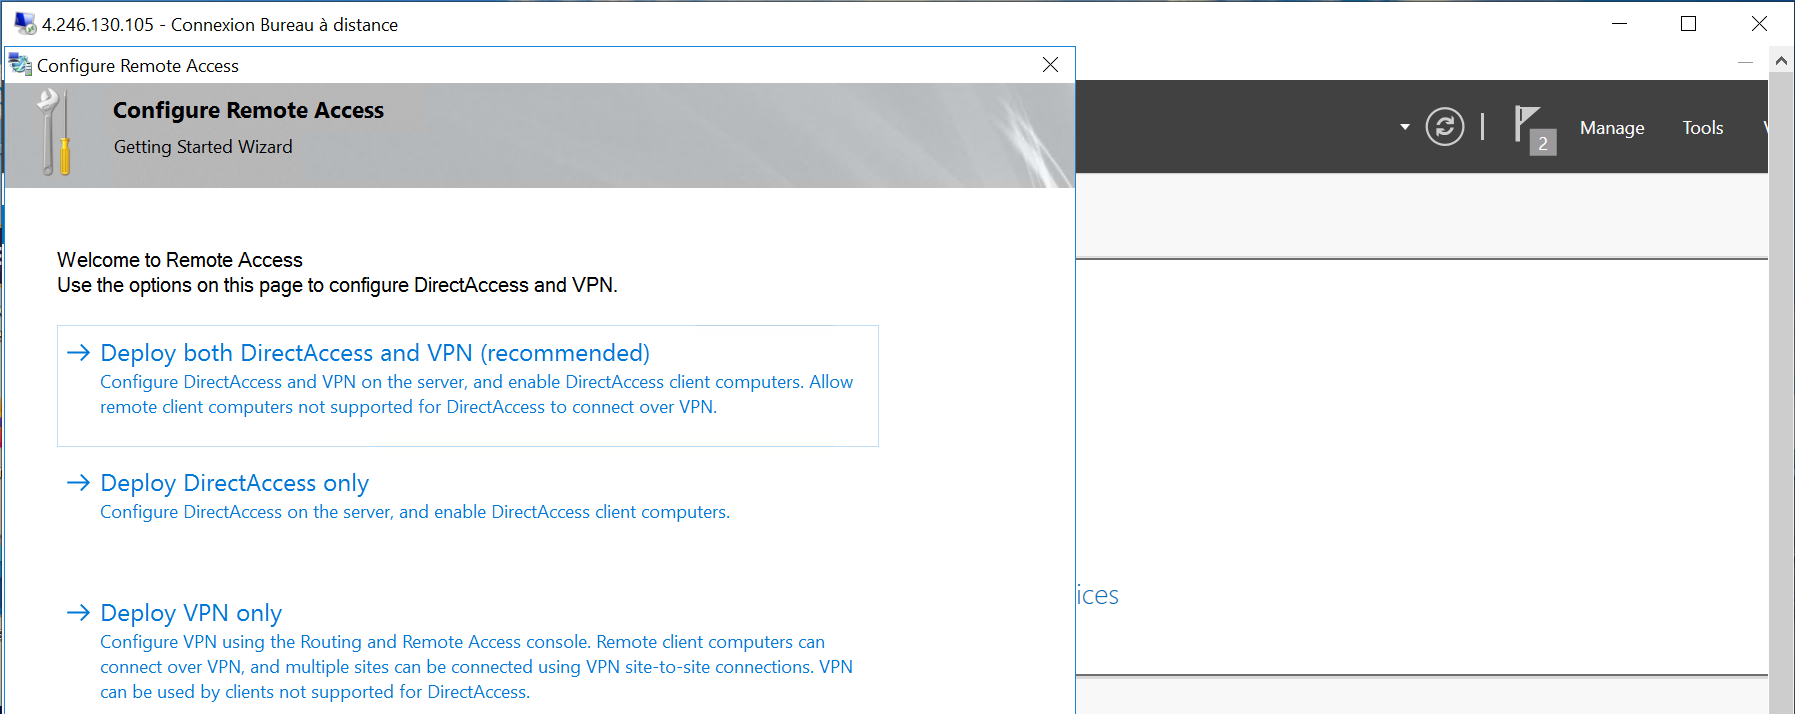 4.246.130.105 - Connexion Bureau à distance
Configure Remote Access
Configure Remote Access
Getting Started Wizard
2
Manage
Tools
Welcome to Remote Access
Use the options on this page to configure DirectAccess and VPN.
Deploy both DirectAccess and VPN (recommended)
Configure DirectAccess and VPN on the server, and enable DirectAccess client computers. Allow
remote client computers not supported for DirectAccess to connect over VPN.
Deploy DirectAccess only
Configure DirectAccess on the server, and enable DirectAccess client computers.
ices
Deploy VPN only
Configure VPN using the Routing and Remote Access console. Remote client computers can
connect over VPN, and multiple sites can be connected using VPN site-to-site connections. VPN
can be used by clients not supported for DirectAccess.